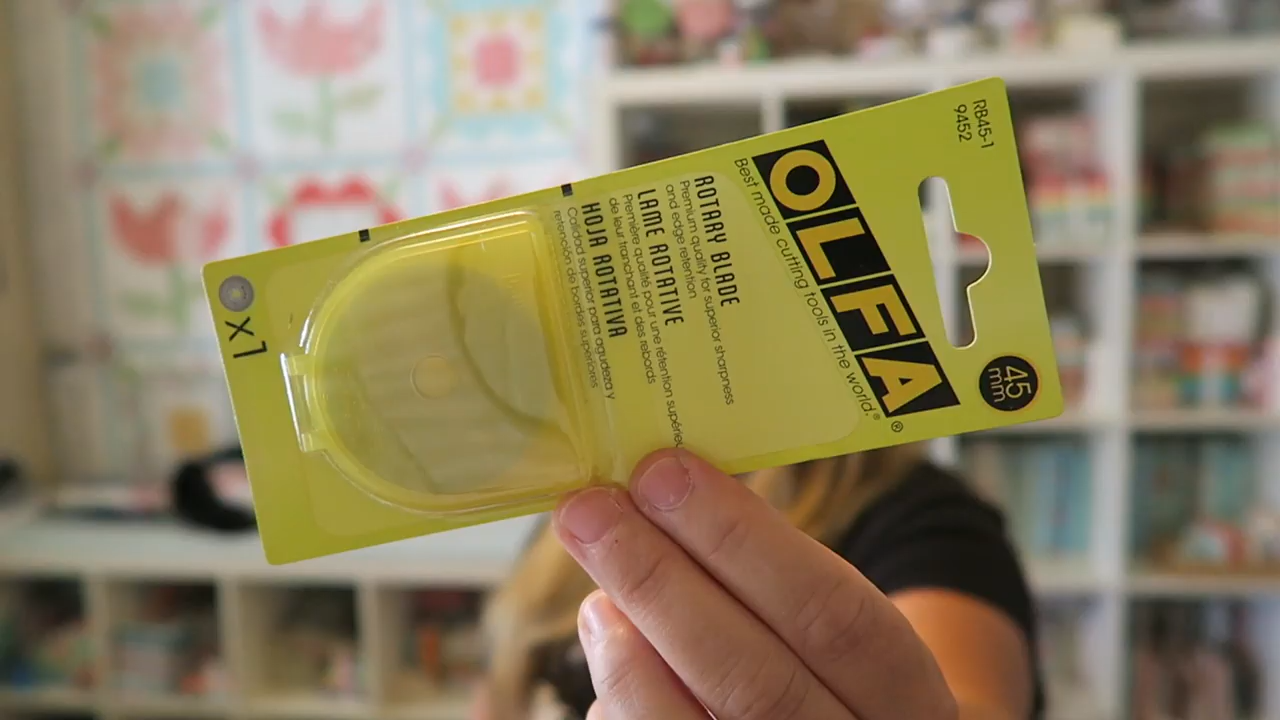 RB45-1
9452
OLFA®
Best made cutting tools in the world.®
45
mm
ROTARY BLADE
Premium quality for superior sharpness
and edge retention
LAME ROTATIVE
Première qualité pour une rétention
de leur tranchant et des rebords
HOJA ROTATIVA
Calidad superior para agudeza y
retención de bordes superiores
X1